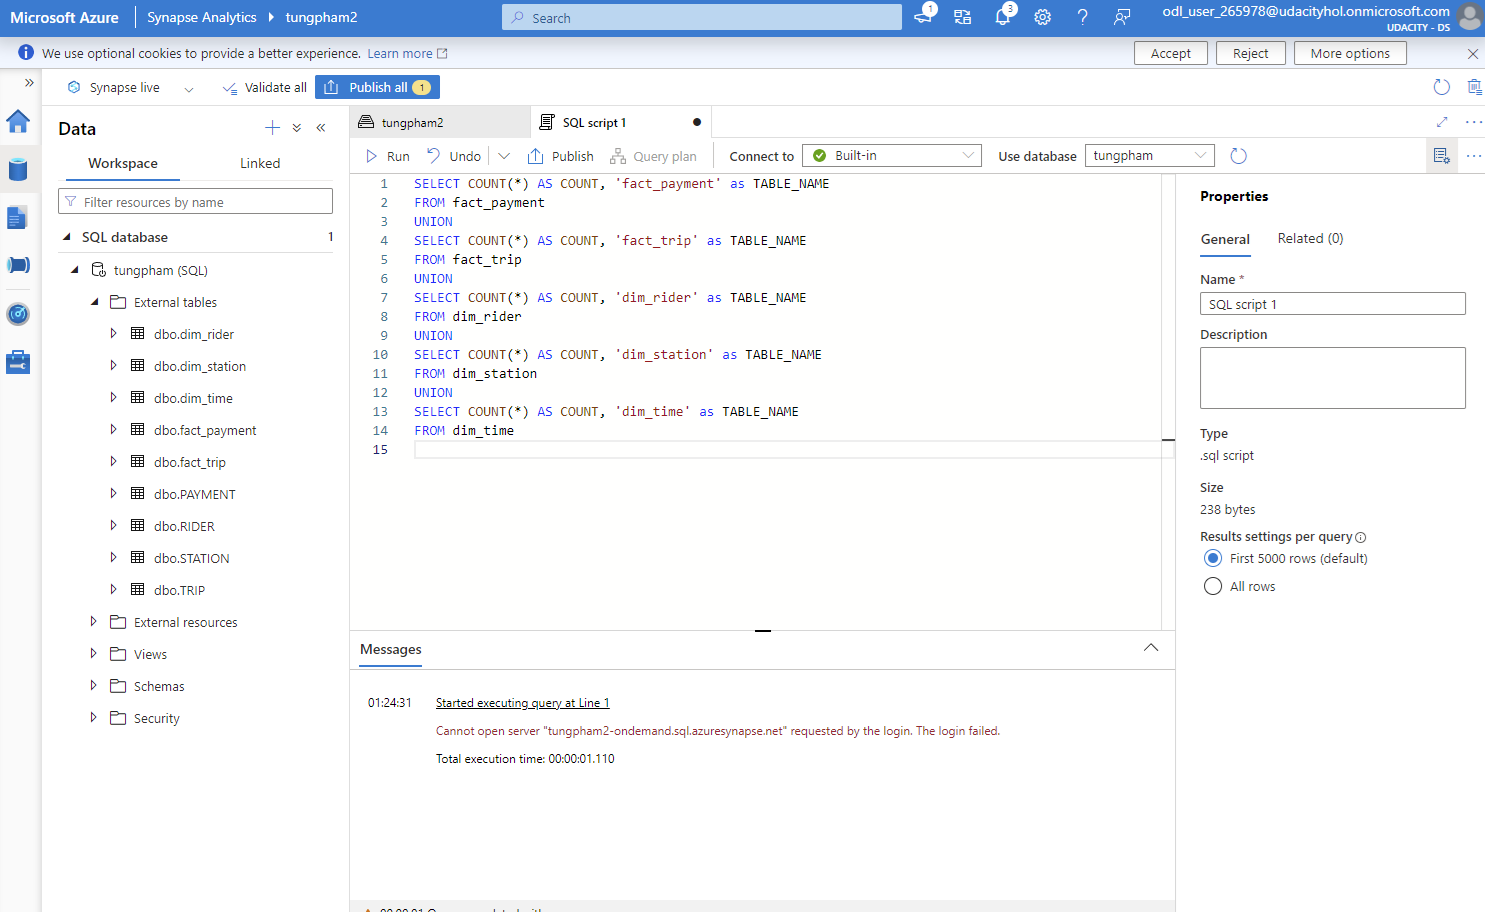 Microsoft Azure
Synapse Analytics
tungpham2
Search
1
3
odl_user_265978@udacityhol.onmicrosoft.com
UDACITY - DS
We use optional cookies to provide a better experience. Learn more
Accept
Reject
More options
Synapse live
Validate all
Publish all 1
Data
Workspace
Linked
Filter resources by name
SQL database
1
tungpham (SQL)
External tables
dbo.dim_rider
dbo.dim_station
dbo.dim_time
dbo.fact_payment
dbo.fact_trip
dbo.PAYMENT
dbo.RIDER
dbo.STATION
dbo.TRIP
External resources
Views
Schemas
Security
tungpham2
SQL script 1
Run
Undo
Publish
Query plan
Connect to
Built-in
Use database
tungpham
1 SELECT COUNT(*) AS COUNT, 'fact_payment' as TABLE_NAME
2 FROM fact_payment
3 UNION
4 SELECT COUNT(*) AS COUNT, 'fact_trip' as TABLE_NAME
5 FROM fact_trip
6 UNION
7 SELECT COUNT(*) AS COUNT, 'dim_rider' as TABLE_NAME
8 FROM dim_rider
9 UNION
10 SELECT COUNT(*) AS COUNT, 'dim_station' as TABLE_NAME
11 FROM dim_station
12 UNION
13 SELECT COUNT(*) AS COUNT, 'dim_time' as TABLE_NAME
14 FROM dim_time
15
Messages
01:24:31
Started executing query at Line 1
Cannot open server "tungpham2-ondemand.sql.azuresynapse.net" requested by the login. The login failed.
Total execution time: 00:00:01.110
Properties
General
Related (0)
Name *
SQL script 1
Description
Type
.sql script
Size
238 bytes
Results settings per query
First 5000 rows (default)
All rows